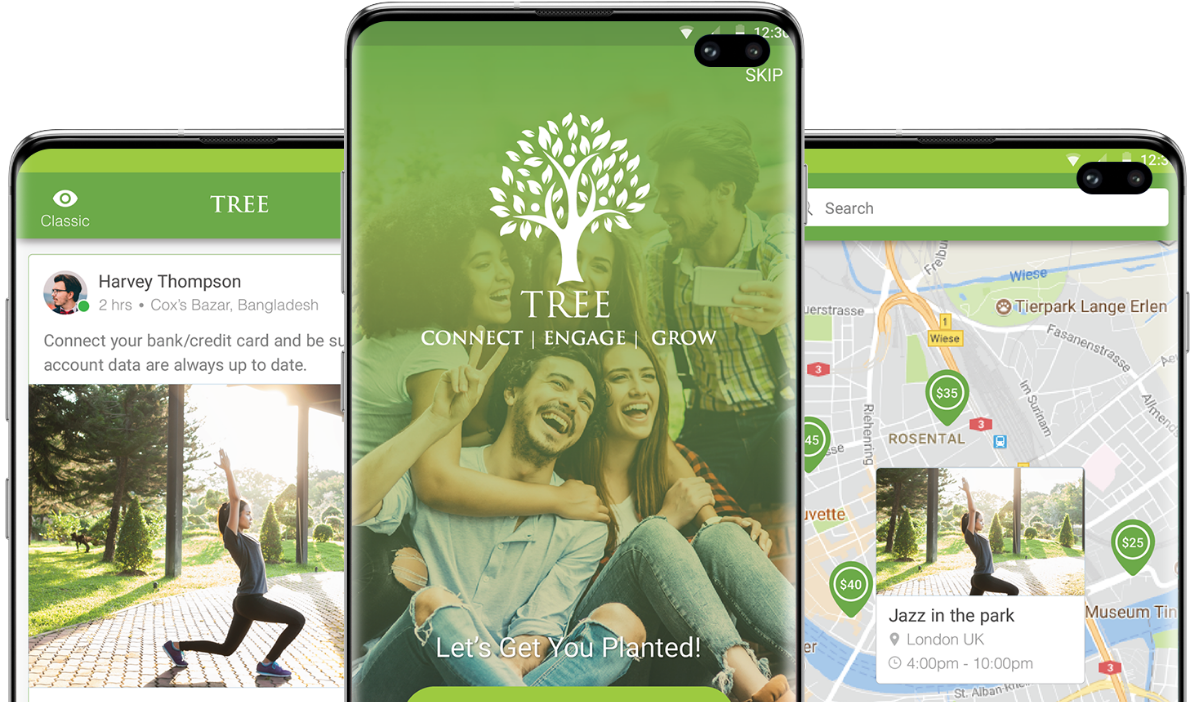 Classic
TREE
Harvey Thompson
2 hrs • Cox's Bazar, Bangladesh
Connect your bank/credit card and be su
account data are always up to date.
12:30
SKIP
TREE
CONNECT | ENGAGE | GROW
Let's Get You Planted!
12:3
Search
Freibu
Wiese
Tierpark Lange Erlen
uerstrasse
1
Wiese
Fasanenstrasse
3
$35
Im Surinam
Allmend
Riehenring
3
ROSENTAL
45
sse
uvette
$25
$40
Jazz in the park
London UK
4:00pm - 10:00pm
Museum Tin
er
3
St. Alban-Rhe